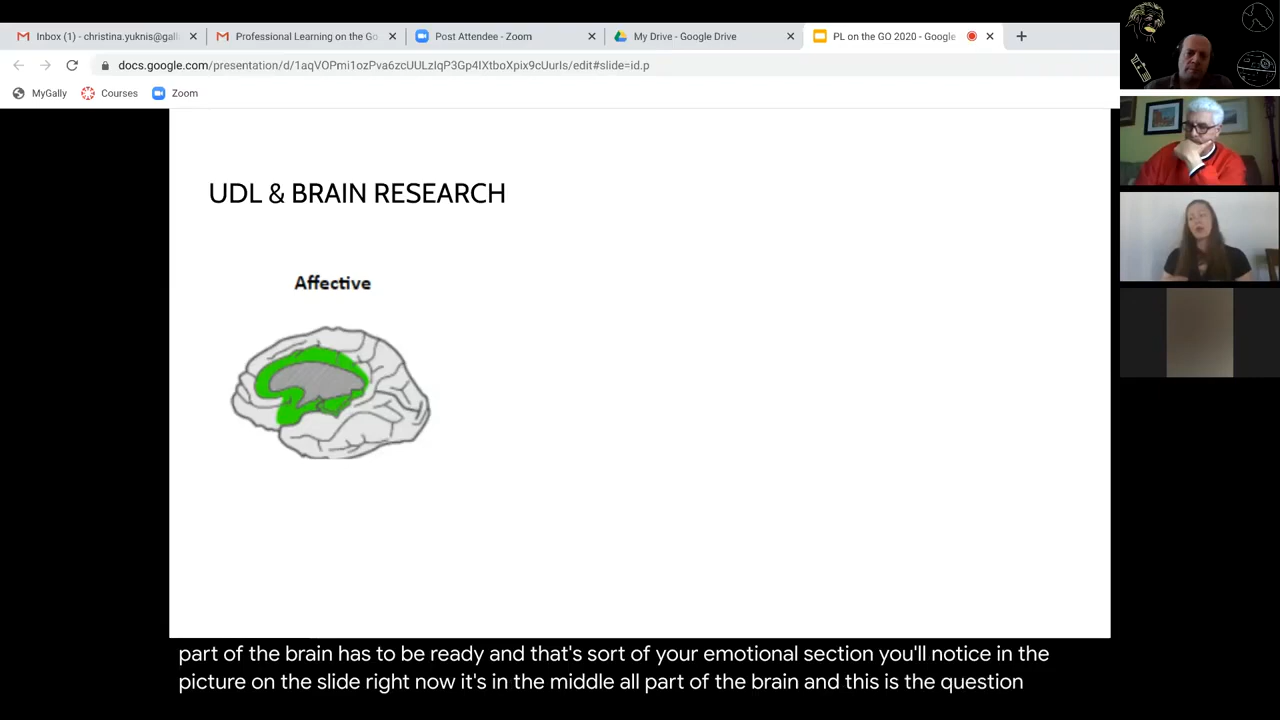 Inbox (1) - christina.yuknis@gall
Professional Learning on the Go
Post Attendee - Zoom
My Drive - Google Drive
PL on the GO 2020 - Google
docs.google.com/presentation/d/1aqVOPmi1ozPva6zcUULzIqP3Gp4IXtboXpix9cUurIs/edit#slide=id.p
MyGally
Courses
Zoom
UDL & BRAIN RESEARCH
Affective
part of the brain has to be ready and that's sort of your emotional section you'll notice in the
picture on the slide right now it's in the middle all part of the brain and this is the question